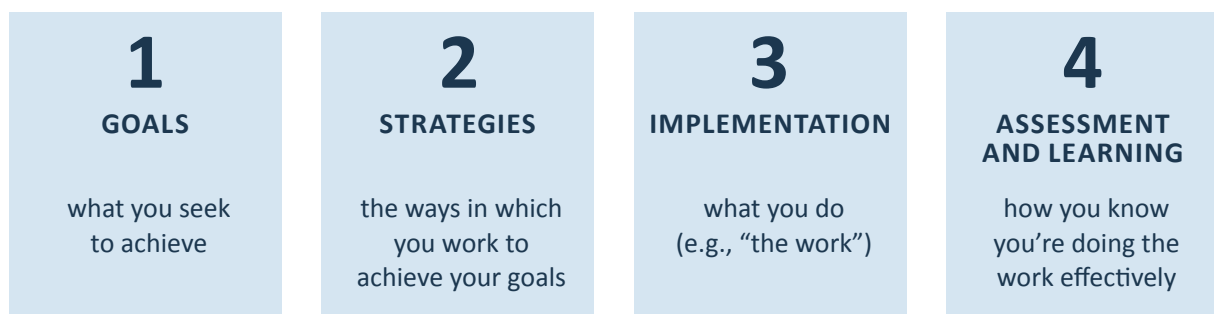 1
GOALS
what you seek
to achieve
2
STRATEGIES
the ways in which
you work to
achieve your goals
3
IMPLEMENTATION
what you do
(e.g., “the work”)
4
ASSESSMENT
AND LEARNING
how you know
you’re doing the
work effectively